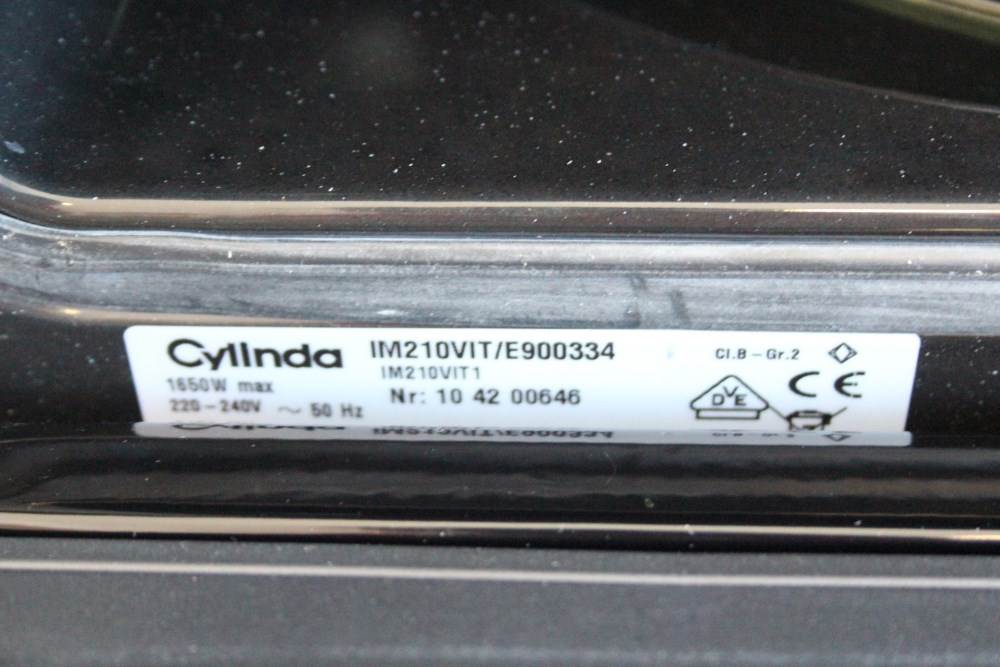 Cylinda
1650W max
220-240V ~ 50 Hz
IM210VIT/E900334
IM210VIT1
Nr: 10 42 00646
Cl.B-Gr.2
DVE
CE